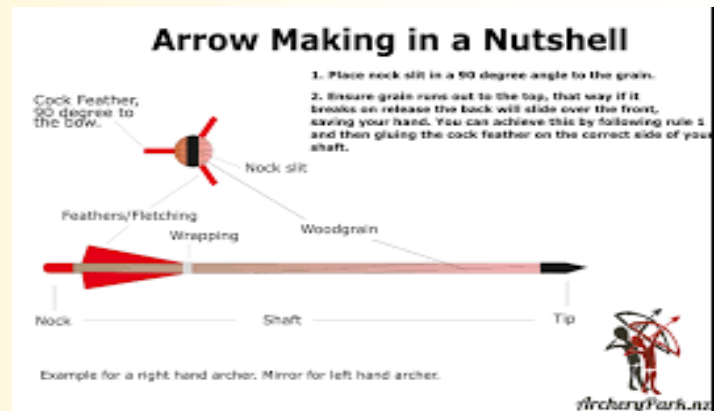 Arrow Making in a Nutshell
1. Place nock slit in a 90 degree angle to the grain.
2. Ensure grain runs out to the top, that way if it
breaks on release the back will slide over the front,
saving your hand. You can achieve this by following rule 1
and then gluing the cock feather on the correct side of your
shaft.
Cock Feather,
90 degree to
the bow.
Nock slit
Feathers/Fletching
Wrapping
Woodgrain
Nock
Shaft
Tip
Example for a right hand archer. Mirror for left hand archer.
ArcheryPark.nz